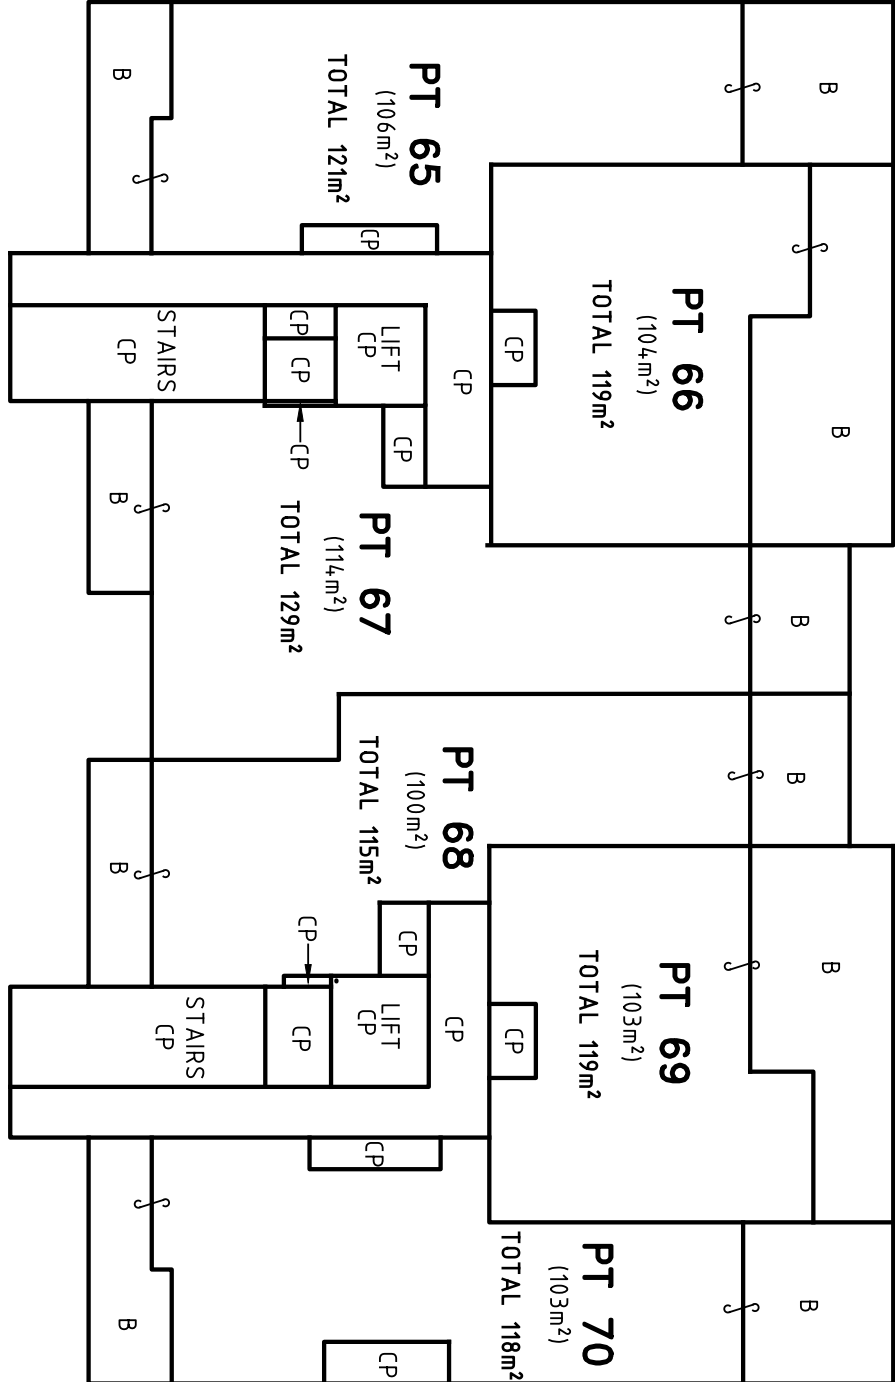 B
B
PT 65
(106m²)
TOTAL 121m²
CP
B
PT 66
(104m²)
TOTAL 119m²
CP
CP
STAIRS
CP
CP
CP
LIFT
CP
CP
CP
B
B
PT 67
(114m²)
TOTAL 129m²
B
B
PT 68
(100m²)
TOTAL 115m²
B
CP
CP
B
PT 69
(103m²)
TOTAL 119m²
CP
CP
STAIRS
CP
CP
LIFT
CP
CP
B
PT 70
(103m²)
TOTAL 118m²
B
CP